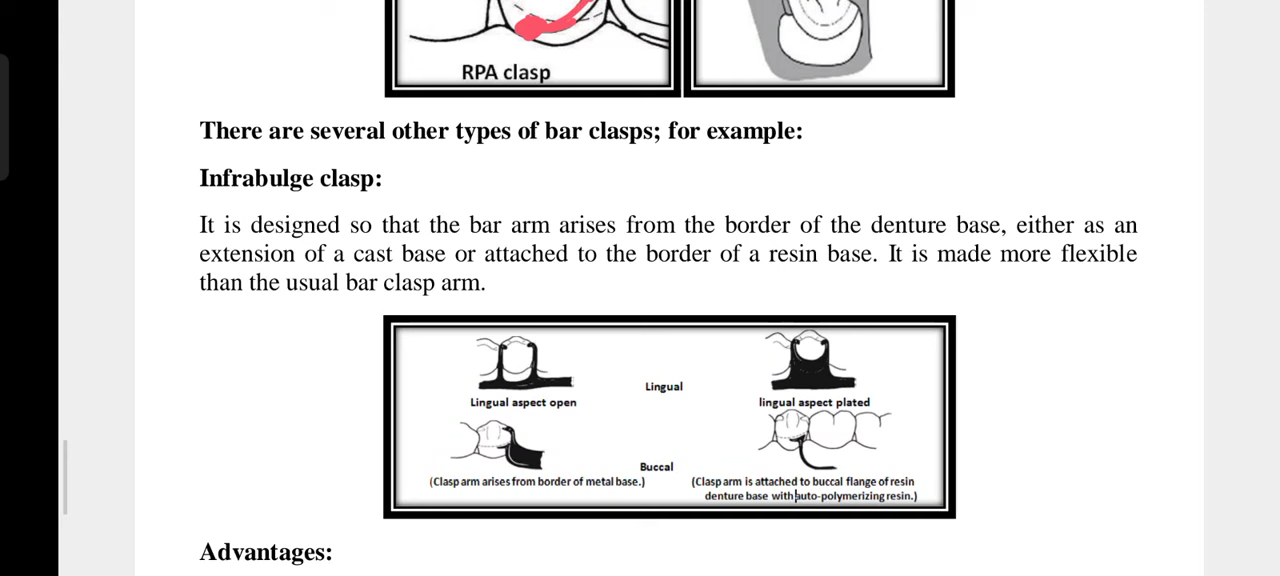 RPA clasp
There are several other types of bar clasps; for example:
Infrabulge clasp:
It is designed so that the bar arm arises from the border of the denture base, either as an
extension of a cast base or attached to the border of a resin base. It is made more flexible
than the usual bar clasp arm.
Lingual
Lingual aspect open
lingual aspect plated
Buccal
(Clasp arm arises from border of metal base.)
(Clasp arm is attached to buccal flange of resin
denture base with auto-polymerizing resin.)
Advantages: